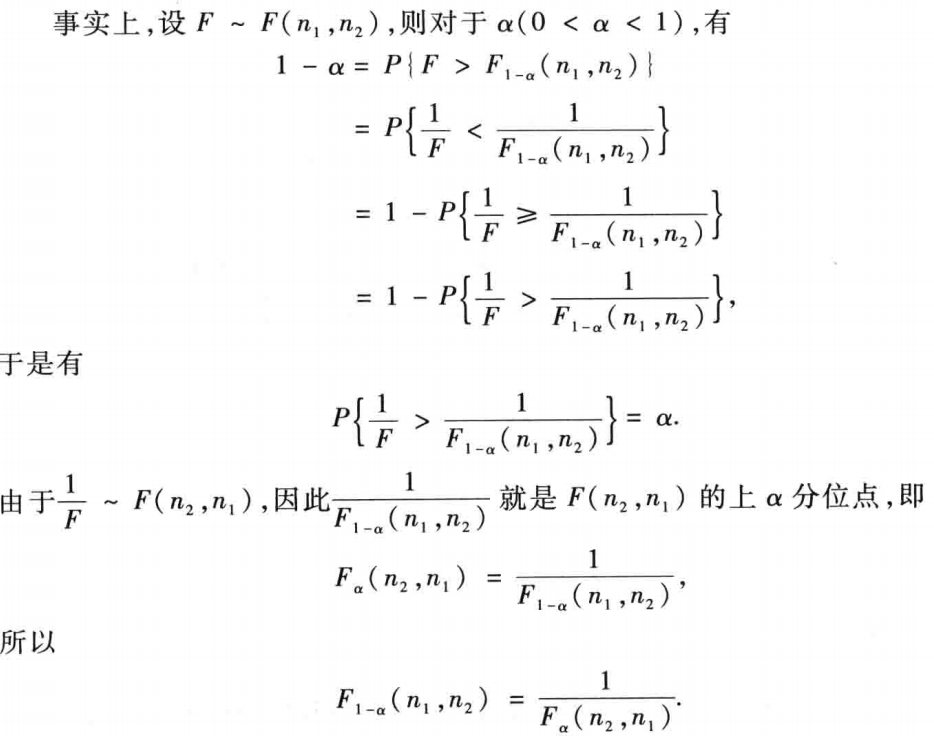 事实上,设 F ~ F(n₁,n₂),则对于 α(0 < α < 1),有
1 - α = P{F > F₁₋α(n₁,n₂)}
= P{1/F < 1/F₁₋α(n₁,n₂)}
= 1 - P{1/F ≥ 1/F₁₋α(n₁,n₂)}
= 1 - P{1/F > 1/F₁₋α(n₁,n₂)},
于是有
P{1/F > 1/F₁₋α(n₁,n₂)} = α.
由于 1/F ~ F(n₂,n₁),因此 1/F₁₋α(n₁,n₂) 就是 F(n₂,n₁) 的上 α 分位点,即
Fα(n₂,n₁) = 1/F₁₋α(n₁,n₂),
所以
F₁₋α(n₁,n₂) = 1/Fα(n₂,n₁).